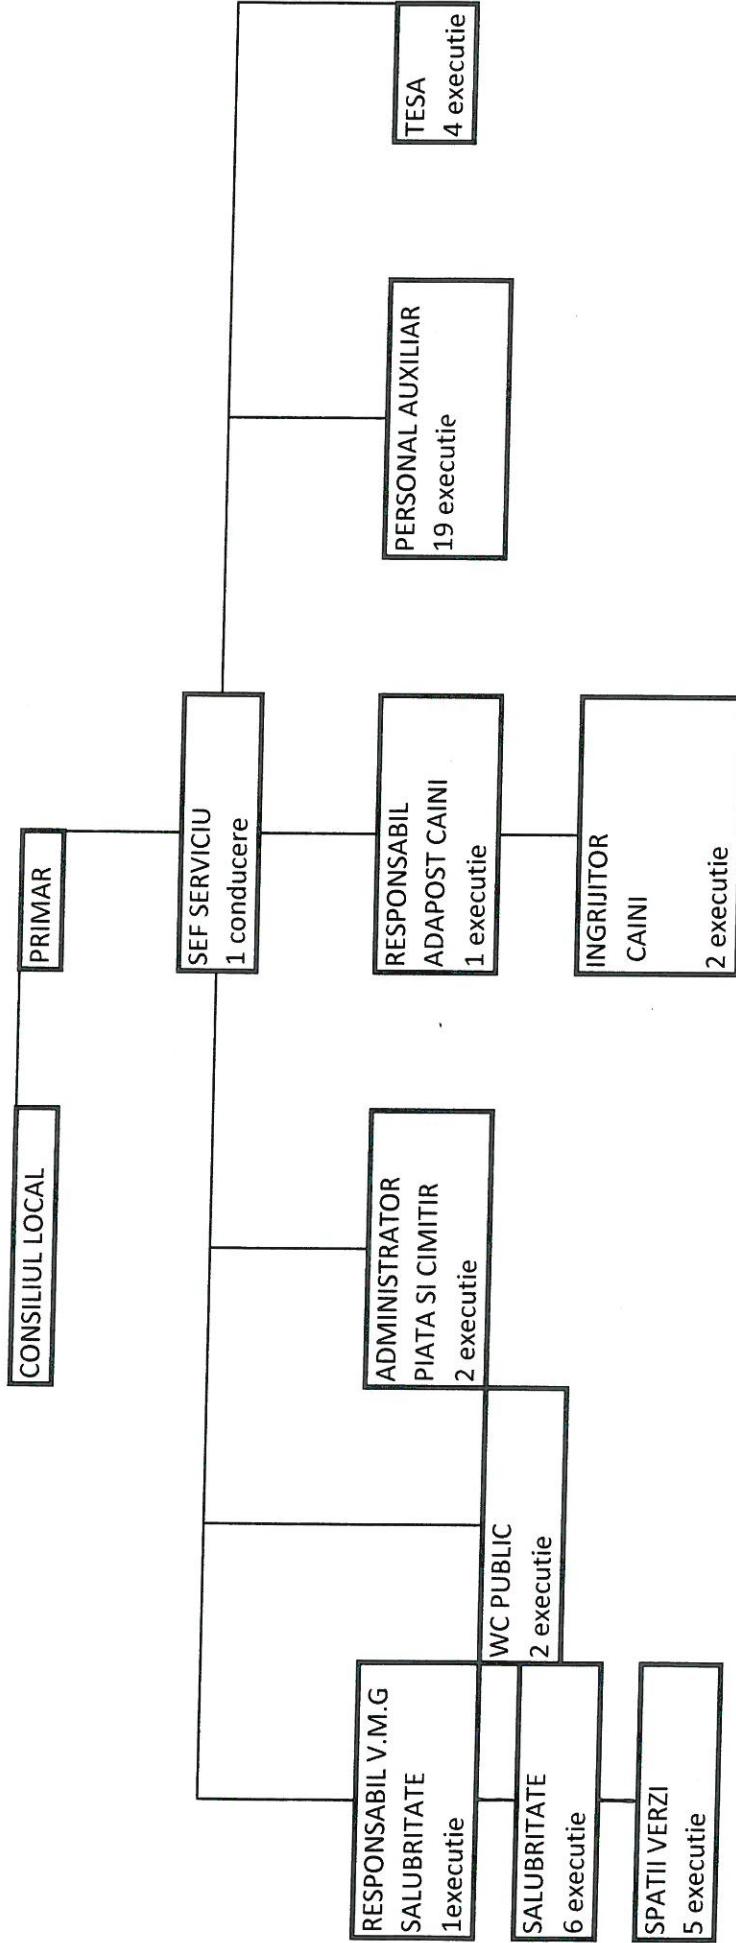 CONSILIUL LOCAL
PRIMAR
SEF SERVICIU
1 conducere
RESPONSABIL V.M.G
SALUBRITATE
1executie
SALUBRITATE
6 executie
SPATII VERZI
5 executie
WC PUBLIC
2 executie
ADMINISTRATOR
PIATA SI CIMITIR
2 executie
RESPONSABIL
ADAPOST CAINI
1 executie
INGRIJITOR
CAINI
2 executie
PERSONAL AUXILIAR
19 executie
TESA
4 executie